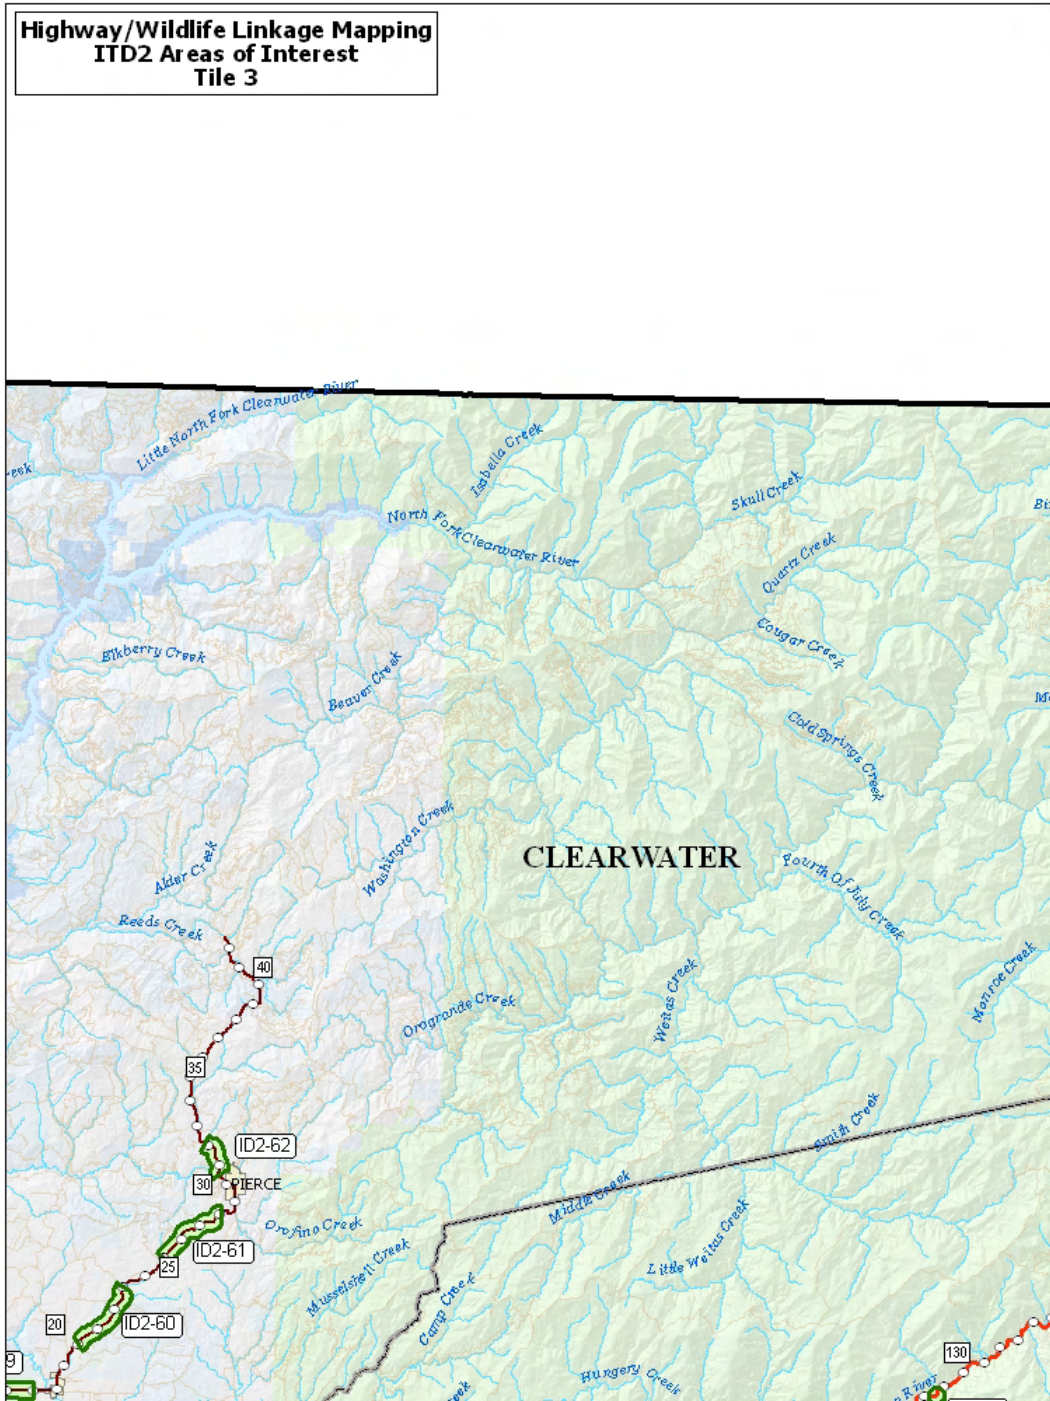 Highway/Wildlife Linkage Mapping
ITD2 Areas of Interest
Tile 3
Little North Fork Clearwater River
reek
Isabella Creek
Skull Creek
North Fork Clearwater River
Quartz Creek
Cougar Creek
Elkberry Creek
Beaver Creek
Cold Springs Creek
Washington Creek
CLEARWATER
Alder Creek
Fourth Of July Creek
Reeds Creek
40
Orogrande Creek
Weitas Creek
Monroe Creek
35
Smith Creek
ID2-62
30
PIERCE
Middle Creek
Orofino Creek
ID2-61
25
Musselshell Creek
Little Weitas Creek
Camp Creek
20
ID2-60
130
9
Hungery Creek
River
eek